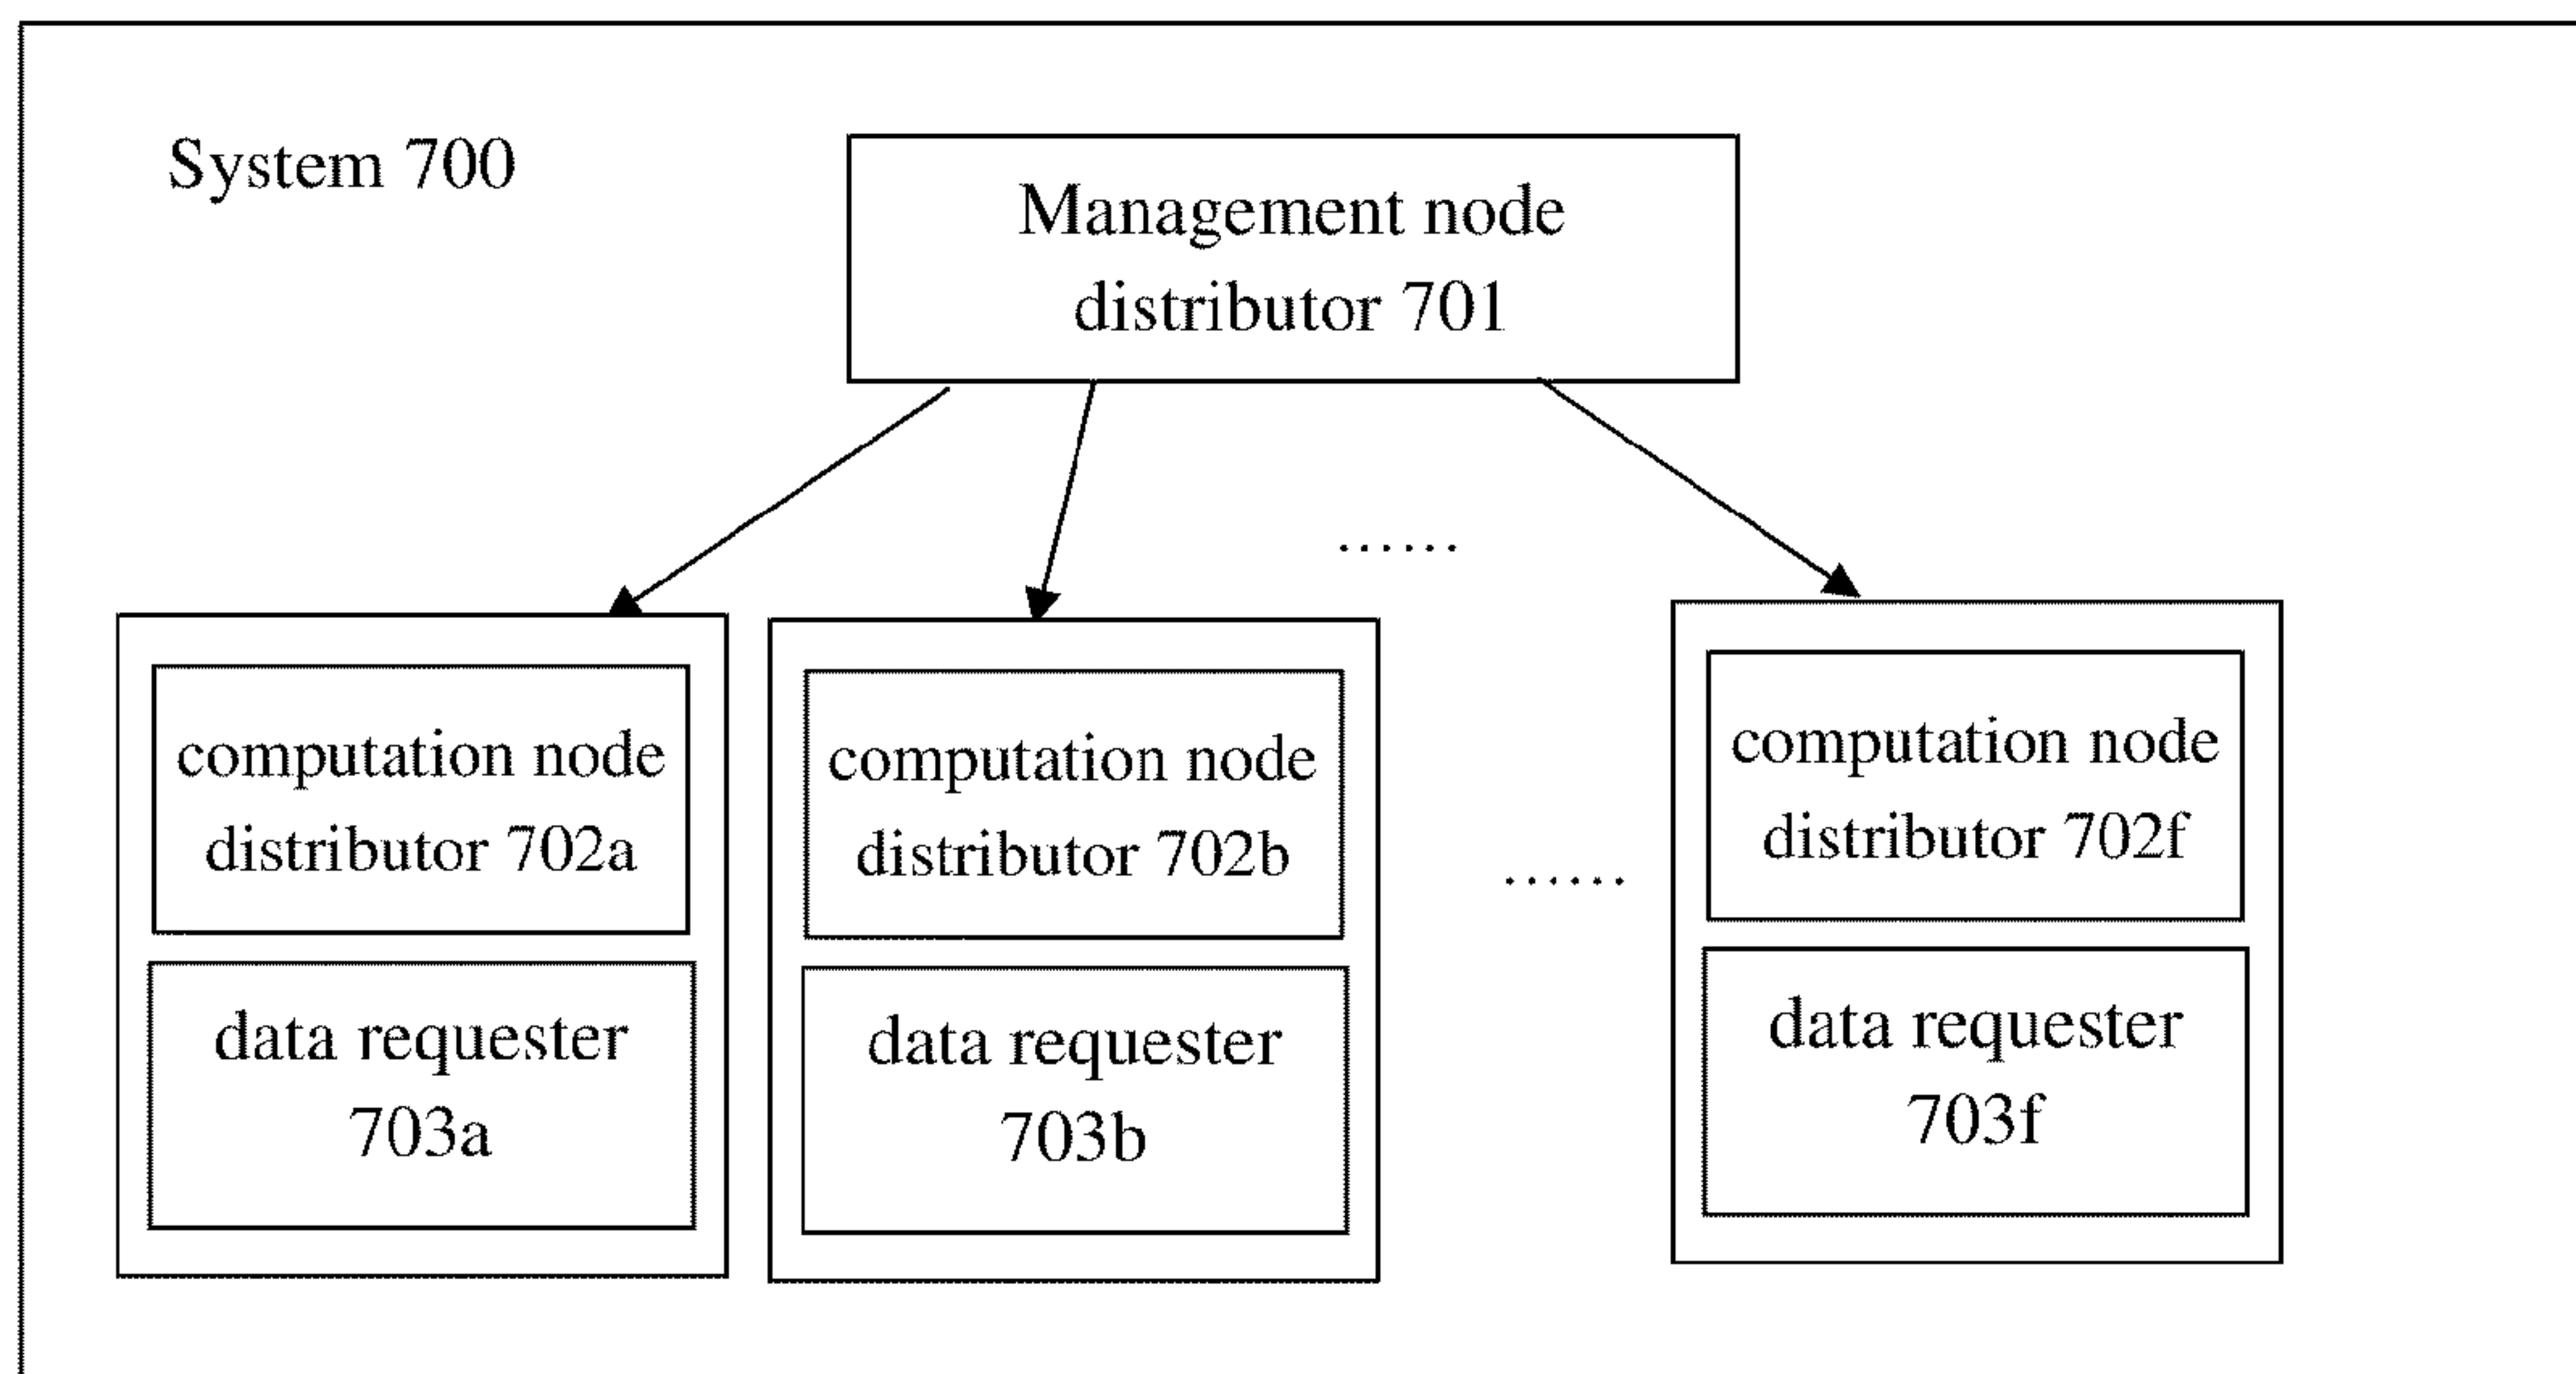 System 700
Management node
distributor 701
......
computation node
distributor 702a
computation node
distributor 702b
......
computation node
distributor 702f
data requester
703a
data requester
703b
data requester
703f